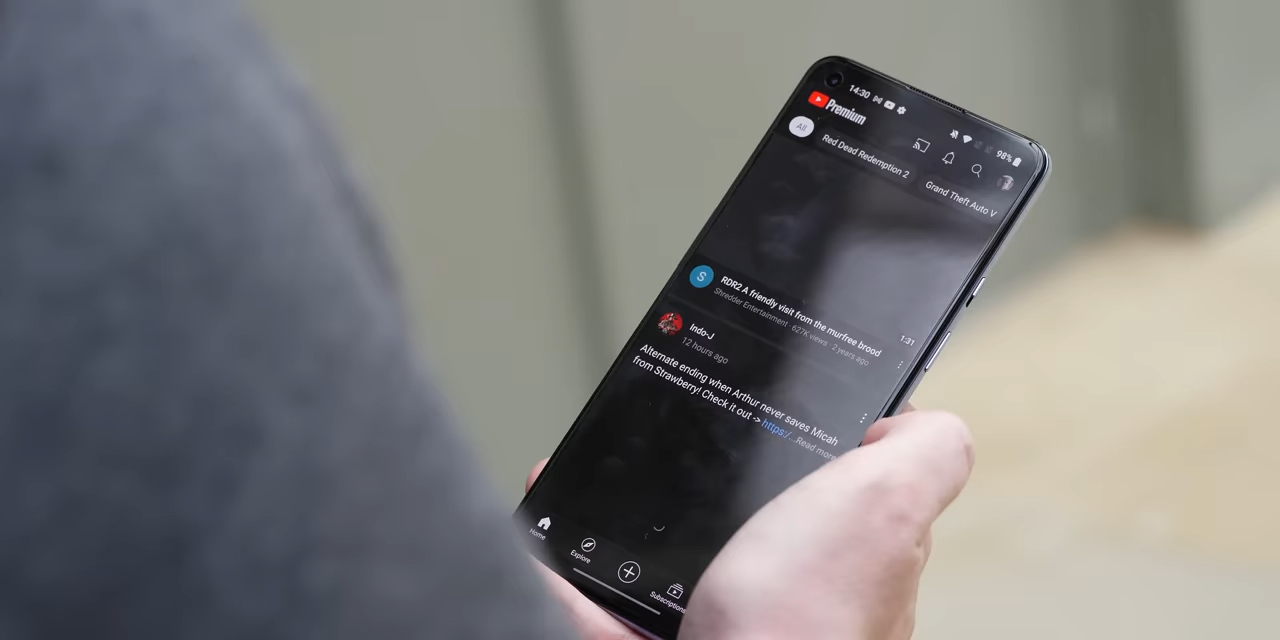 14:30
98%
Premium
All
Red Dead Redemption 2
Grand Theft Auto V
1:31
S
RDR2 A friendly visit from the murfree brood
Shredder Entertainment · 627K views · 2 years ago
Indo-J
12 hours ago
Alternate ending when Arthur never saves Micah
from Strawberry! Check it out -> https:/...Read more
Home
Explore
Subscriptions